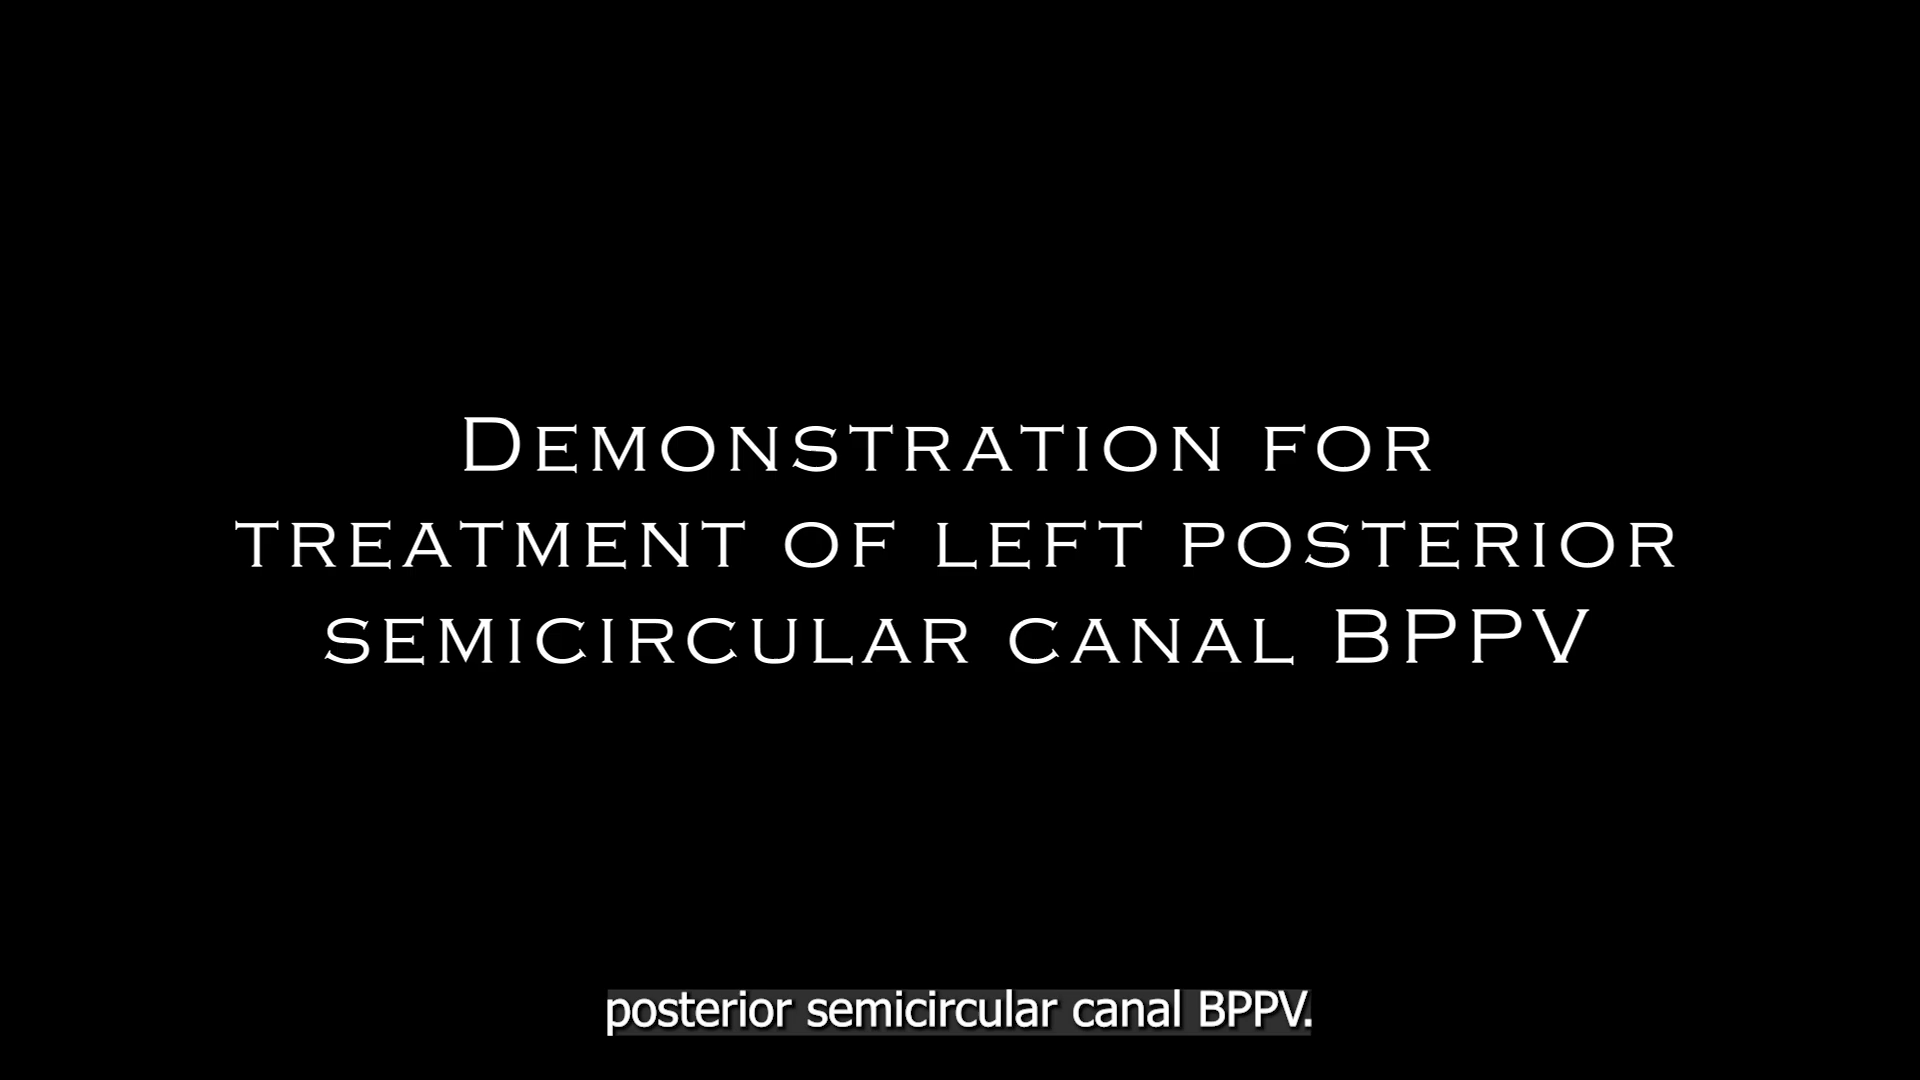 Demonstration for
treatment of left posterior
semicircular canal BPPV
posterior semicircular canal BPPV.